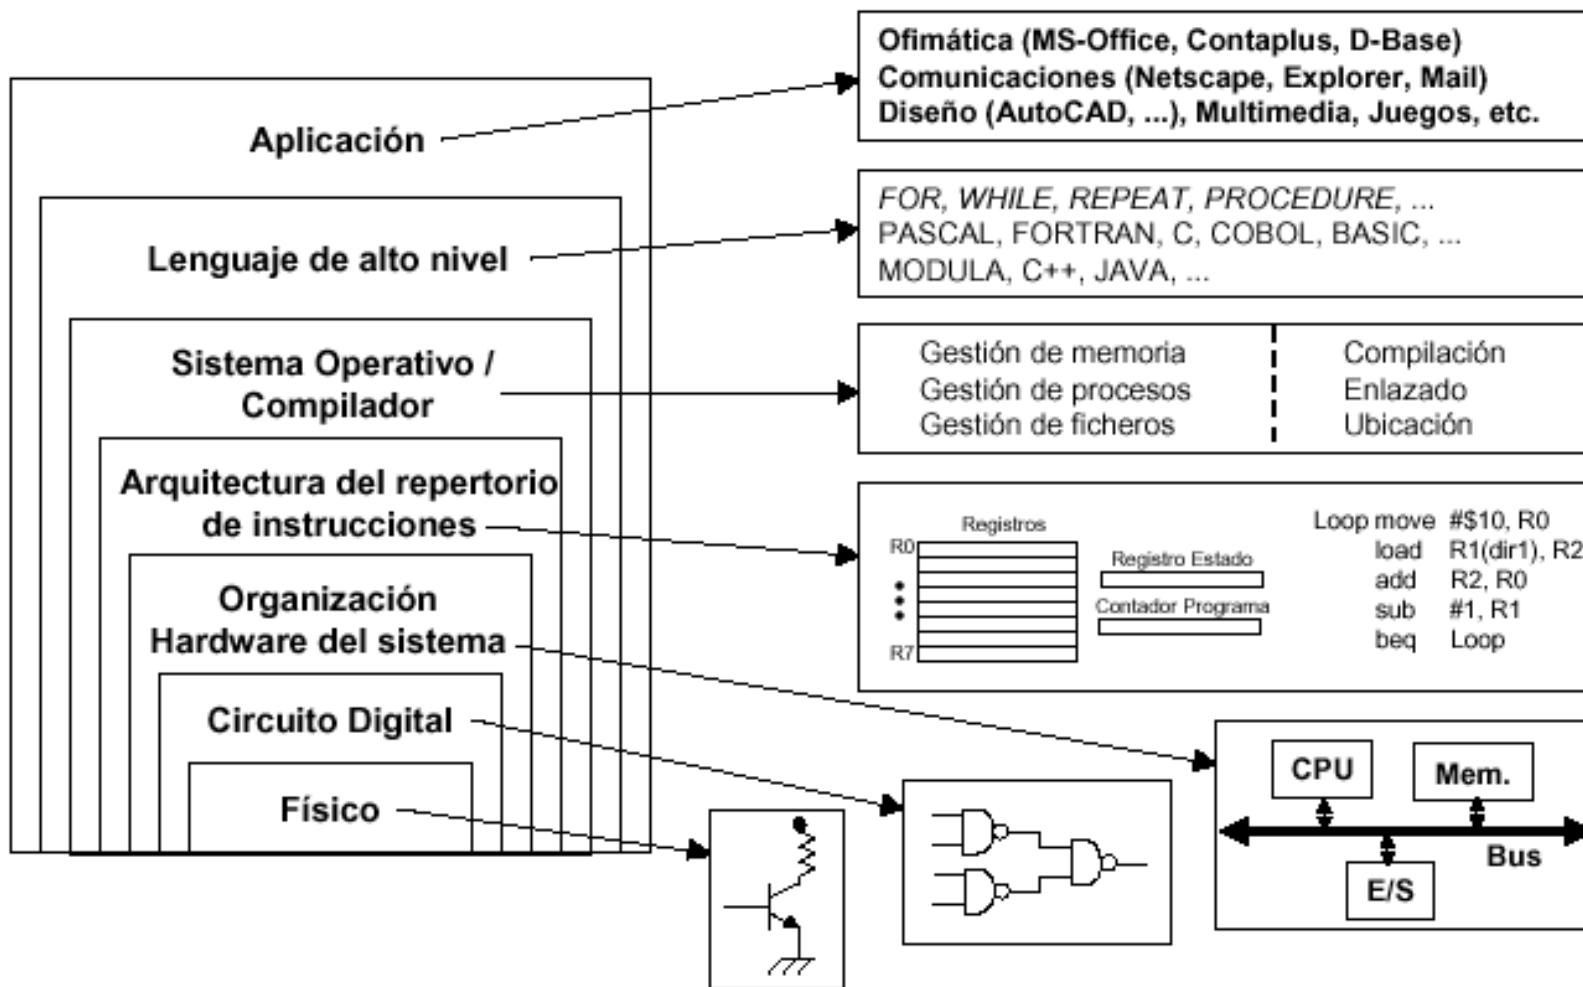 Aplicación
Ofimática (MS-Office, Contaplus, D-Base)
Comunicaciones (Netscape, Explorer, Mail)
Diseño (AutoCAD, ...), Multimedia, Juegos, etc.
Lenguaje de alto nivel
FOR, WHILE, REPEAT, PROCEDURE, ...
PASCAL, FORTRAN, C, COBOL, BASIC, ...
MODULA, C++, JAVA, ...
Sistema Operativo /
Compilador
Gestión de memoria
Gestión de procesos
Gestión de ficheros
Compilación
Enlazado
Ubicación
Arquitectura del repertorio
de instrucciones
Registros
R0
R7
Registro Estado
Contador Programa
Loop move #$10, R0
load R1(dir1), R2
add R2, R0
sub #1, R1
beq Loop
Organización
Hardware del sistema
CPU
Mem.
Bus
E/S
Circuito Digital
Físico